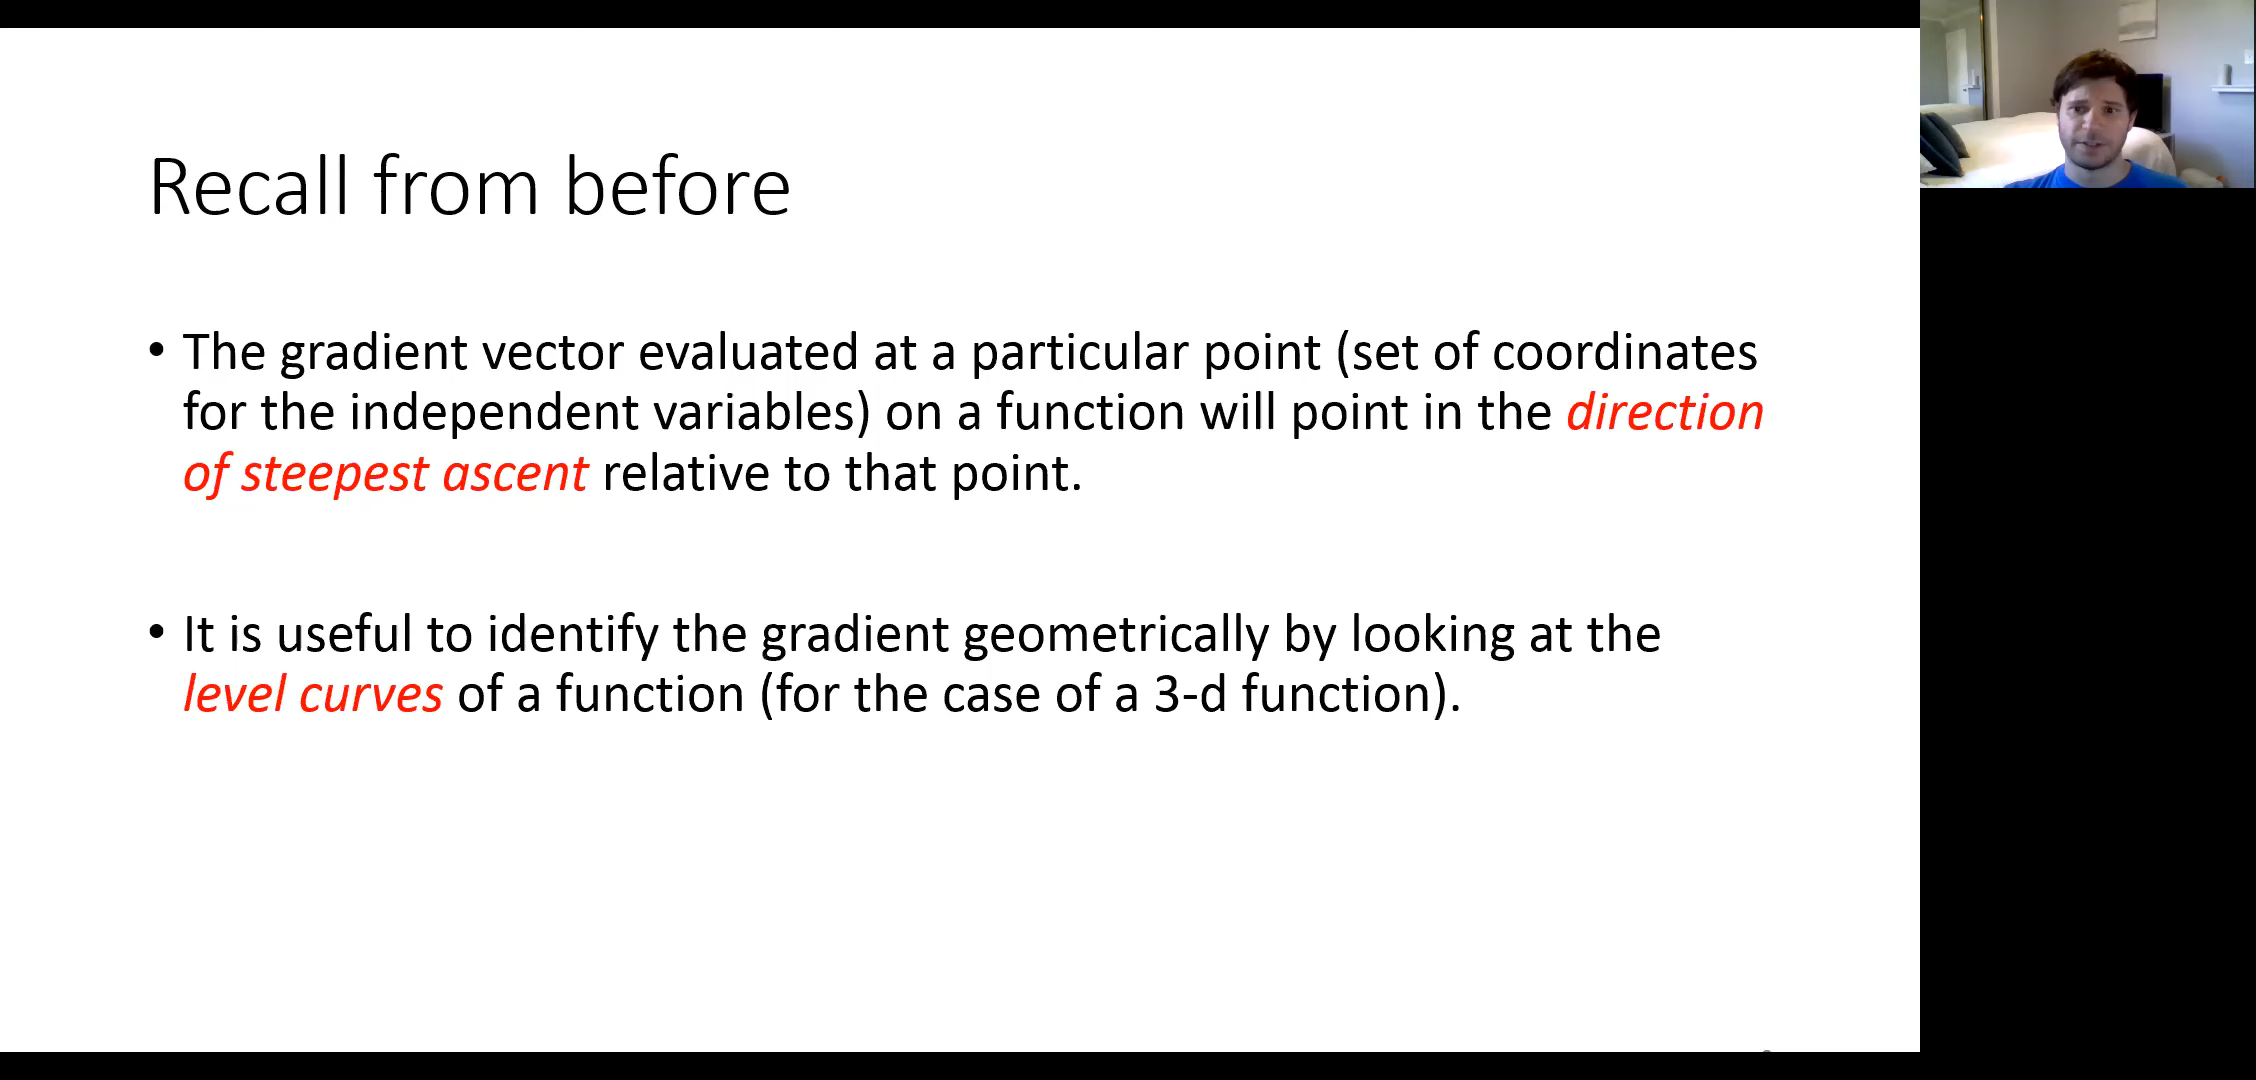 Recall from before
• The gradient vector evaluated at a particular point (set of coordinates
for the independent variables) on a function will point in the direction
of steepest ascent relative to that point.
• It is useful to identify the gradient geometrically by looking at the
level curves of a function (for the case of a 3-d function).